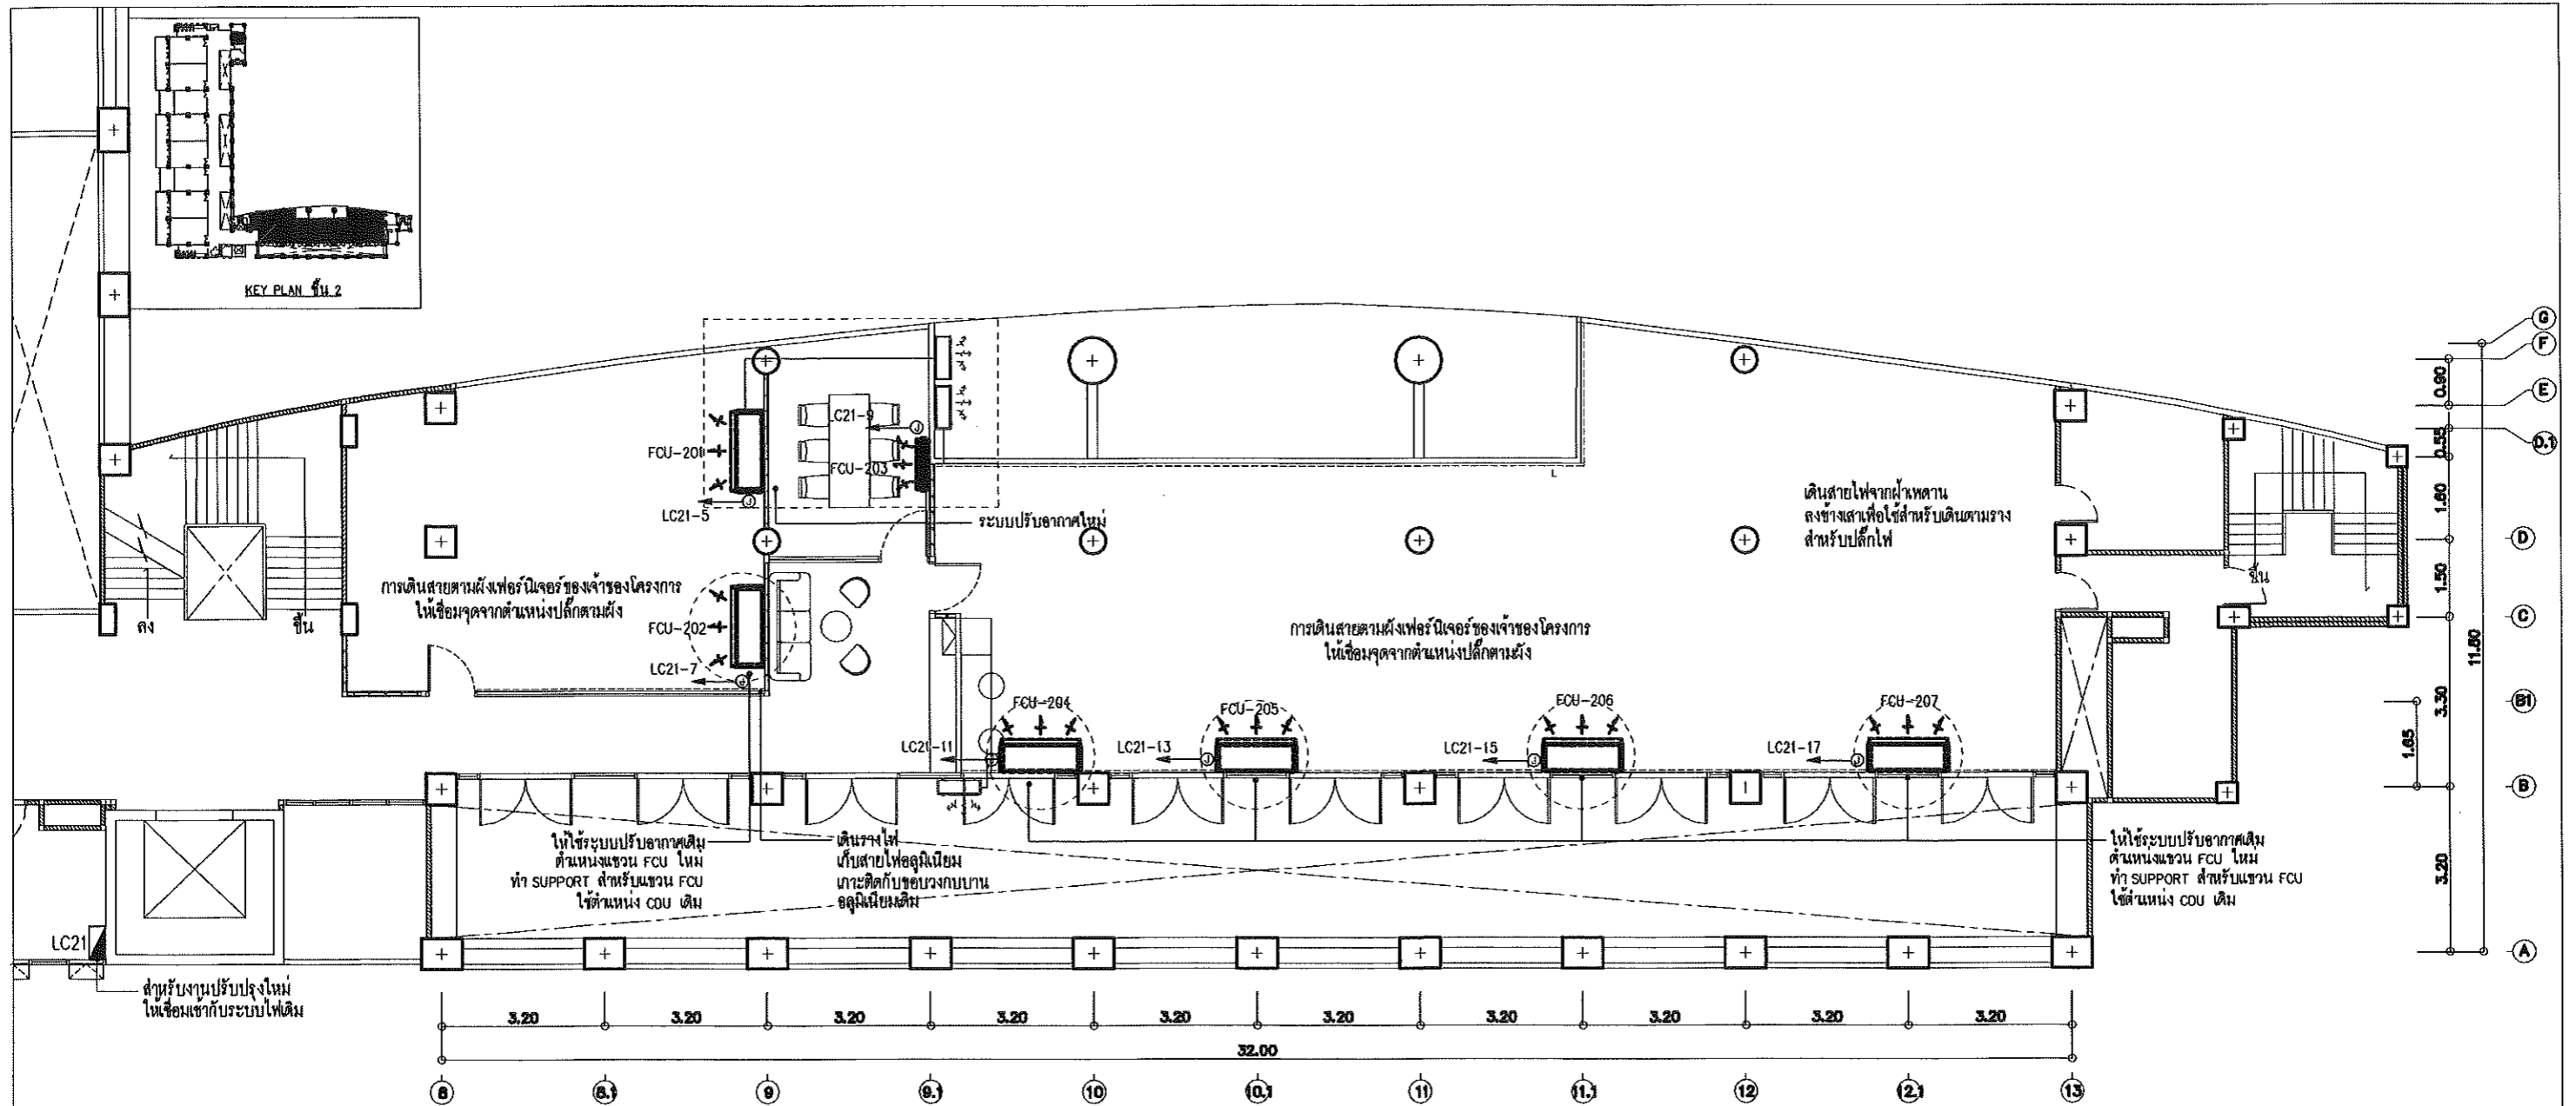 KEY PLAN ชั้น 2
G
F
E
D.1
D
C
B1
B
A
0.90
0.55
1.60
1.50
3.30
3.20
11.80
1.65
FCU-201
LC21-5
LC21-9
FCU-203
ระบบปรับอากาศใหม่
เดินสายไฟจากฝ้าเพดาน
ลงข้างเสาเพื่อใช้สำหรับเดินตามราง
สำหรับปลั๊กไฟ
การเดินสายตามผังเฟอร์นิเจอร์ของเจ้าของโครงการ
ให้เชื่อมจุดจากตำแหน่งปลั๊กตามผัง
ลง
ขึ้น
FCU-202
LC21-7
การเดินสายตามผังเฟอร์นิเจอร์ของเจ้าของโครงการ
ให้เชื่อมจุดจากตำแหน่งปลั๊กตามผัง
ขึ้น
FCU-204
FCU-205
FCU-206
FCU-207
LC21-11
LC21-13
LC21-15
LC21-17
ให้ใช้ระบบปรับอากาศเดิม
ตำแหน่งแขวน FCU ใหม่
ทำ SUPPORT สำหรับแขวน FCU
ใช้ตำแหน่ง CDU เดิม
เดินรางไฟ
เก็บสายไฟอลูมิเนียม
เกาะติดกับขอบวงกบบาน
อลูมิเนียมเดิม
ให้ใช้ระบบปรับอากาศเดิม
ตำแหน่งแขวน FCU ใหม่
ทำ SUPPORT สำหรับแขวน FCU
ใช้ตำแหน่ง CDU เดิม
LC21
สำหรับงานปรับปรุงใหม่
ให้เชื่อมเข้ากับระบบไฟเดิม
3.20 3.20 3.20 3.20 3.20 3.20 3.20 3.20 3.20 3.20
32.00
8 8.1 9 9.1 10 10.1 11 11.1 12 12.1 13